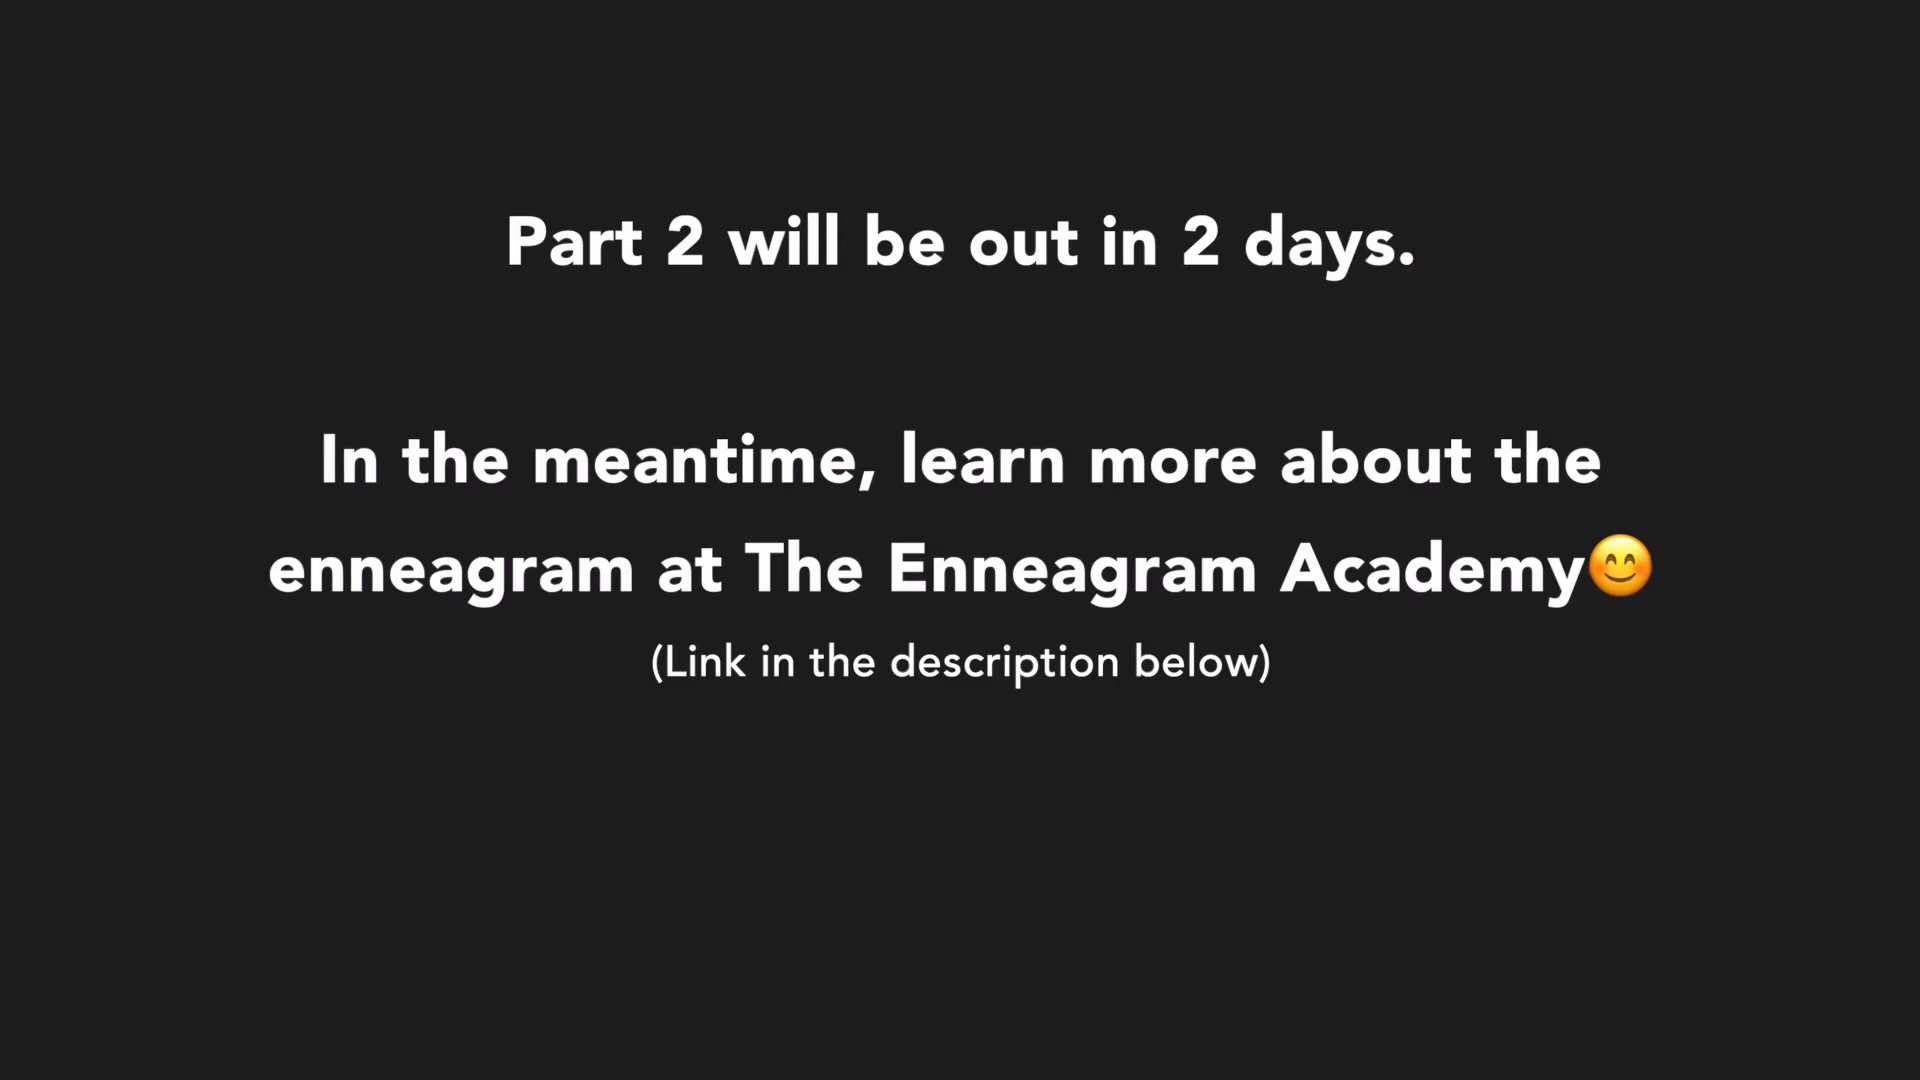 Part 2 will be out in 2 days.
In the meantime, learn more about the
enneagram at The Enneagram Academy😊
(Link in the description below)